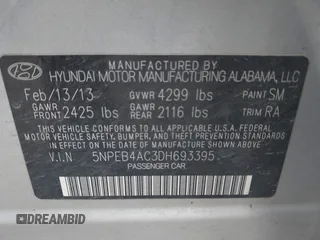 MANUFACTURED BY
HYUNDAI MOTOR MANUFACTURING ALABAMA, LLC
Feb/13/13 GVWR 4299 lbs PAINT SM
GAWR FRONT 2425 lbs GAWR REAR 2116 lbs TRIM RA
THIS VEHICLE CONFORMS TO ALL APPLICABLE FEDERAL MOTOR VEHICLE
SAFETY, BUMPER, AND THEFT PREVENTION STANDARDS IN
EFFECT ON THE DATE OF MANUFACTURE SHOWN ABOVE.
V.I.N 5NPEB4AC3DH693395
PASSENGER CAR
© DREAMBID